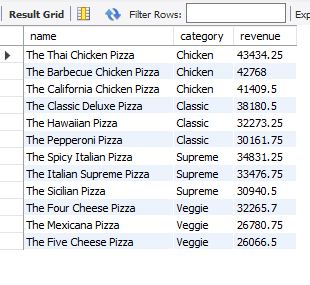 Result Grid Filter Rows: Exp
name category revenue
The Thai Chicken Pizza Chicken 43434.25
The Barbecue Chicken Pizza Chicken 42768
The California Chicken Pizza Chicken 41409.5
The Classic Deluxe Pizza Classic 38180.5
The Hawaiian Pizza Classic 32273.25
The Pepperoni Pizza Classic 30161.75
The Spicy Italian Pizza Supreme 34831.25
The Italian Supreme Pizza Supreme 33476.75
The Sicilian Pizza Supreme 30940.5
The Four Cheese Pizza Veggie 32265.7
The Mexicana Pizza Veggie 26780.75
The Five Cheese Pizza Veggie 26066.5